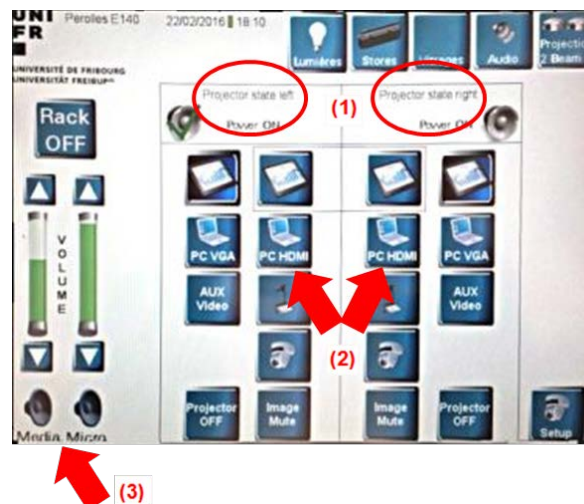 UNI
FR
Perolles E140
22/02/2016 18:10
UNIVERSITÉ DE FRIBOURG
UNIVERSITÄT FREIBURG
Lumières
Stores
Vitrages
Audio
Projection
2 Beam
Rack
OFF
Projector state left
(1)
Projector state right
Power ON
Power ON
VOLUME
PC VGA
PC HDMI
PC HDMI
PC VGA
AUX
Video
AUX
Video
(2)
Projector
OFF
Image
Mute
Image
Mute
Projector
OFF
Setup
Media
Micro
(3)